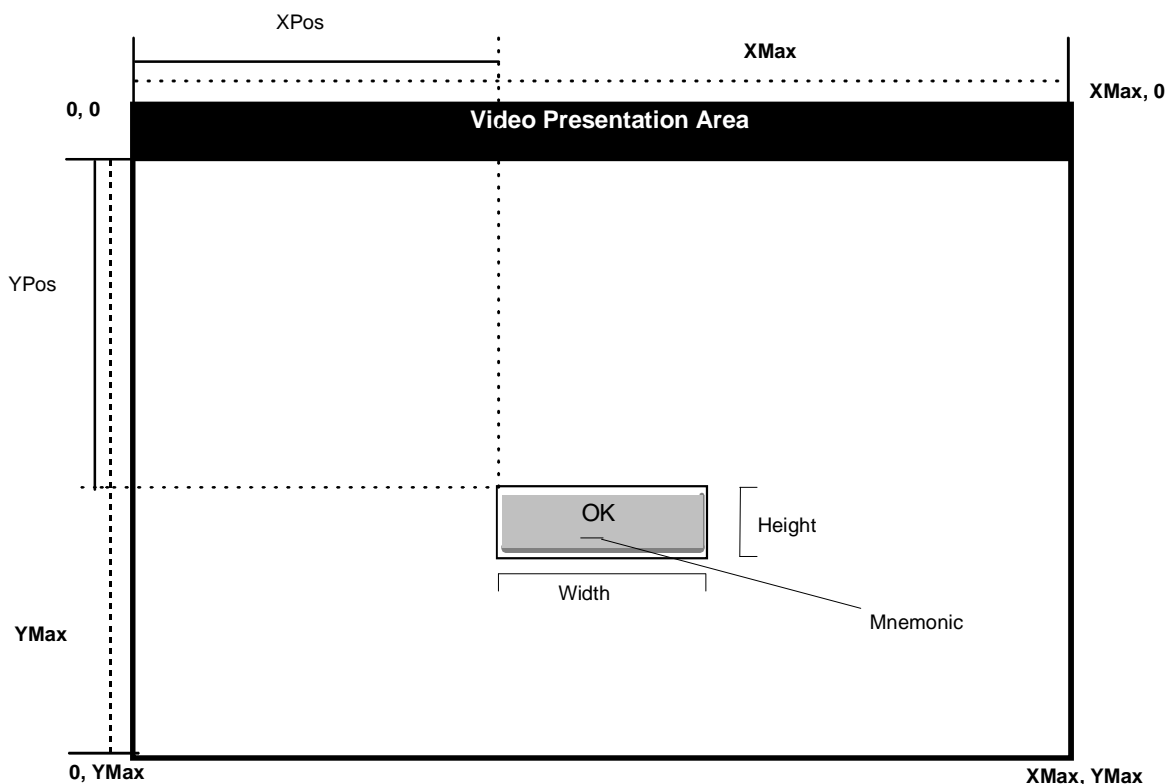 XPos
XMax
XMax, 0
0, 0
Video Presentation Area
YPos
OK
Height
Width
Mnemonic
YMax
0, YMax
XMax, YMax